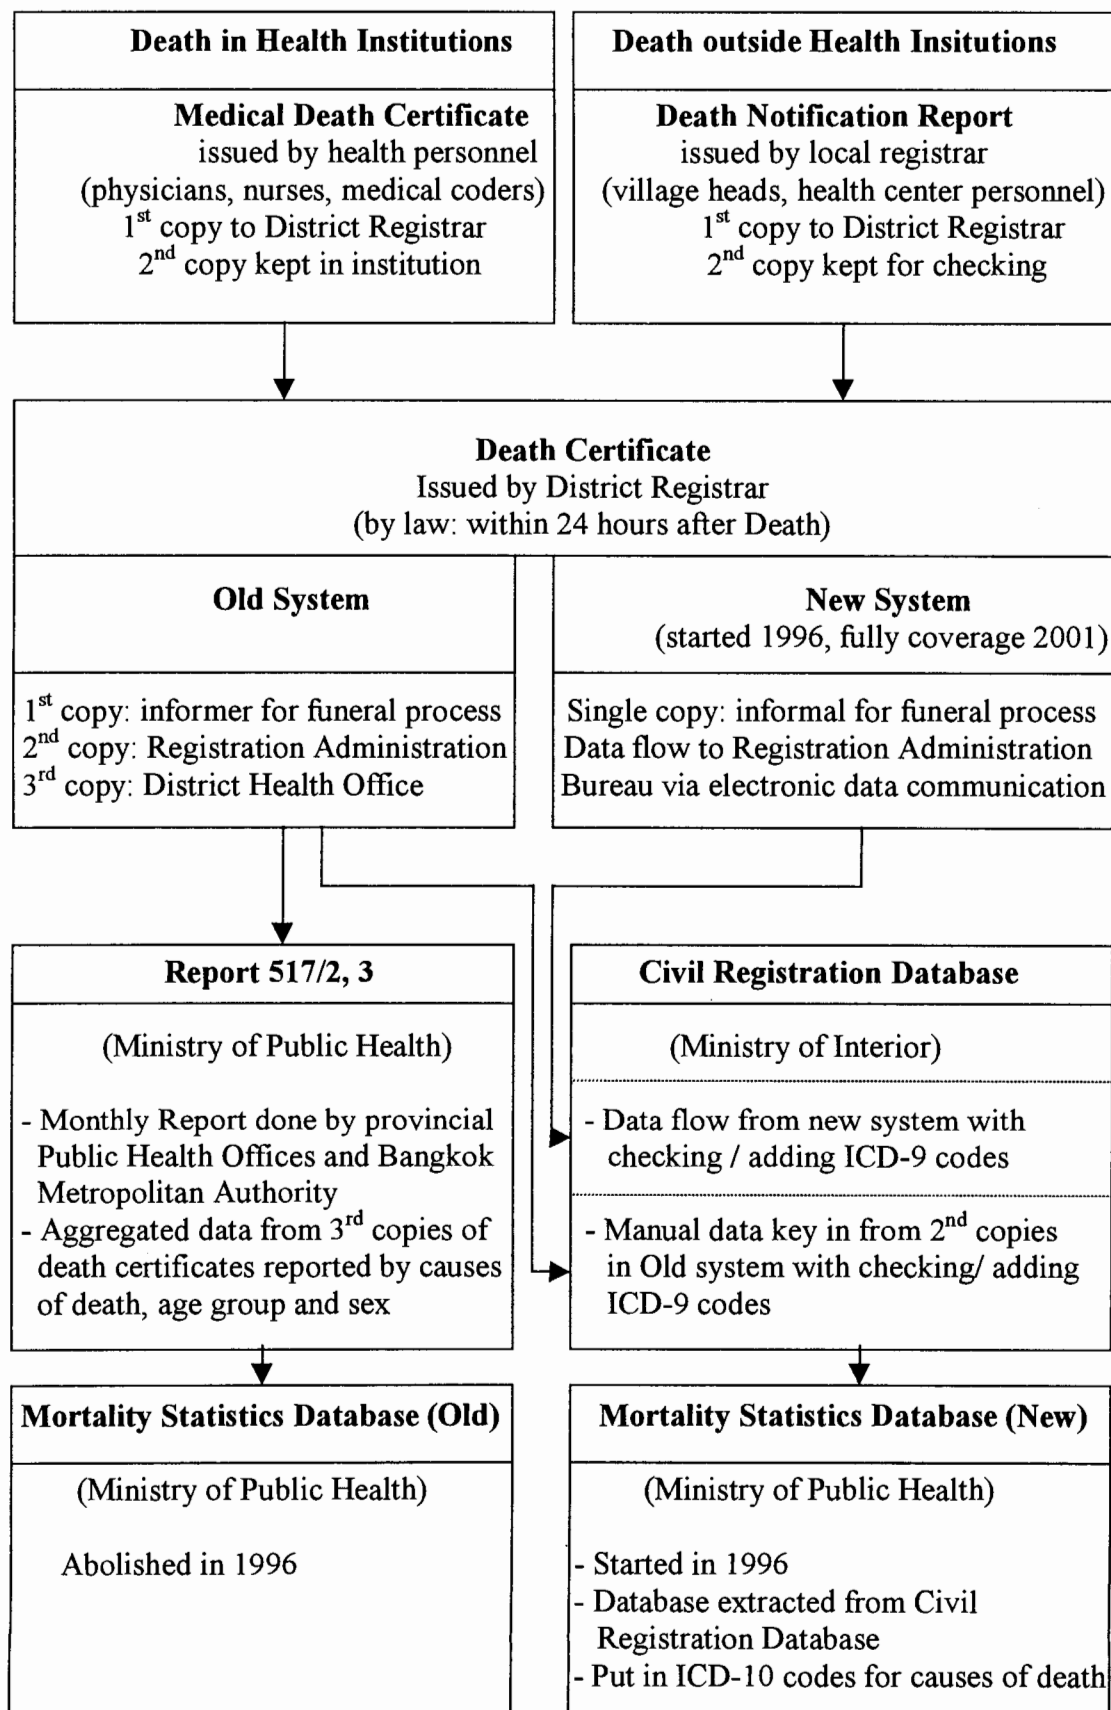 Death in Health Institutions
Medical Death Certificate
issued by health personnel
(physicians, nurses, medical coders)
1st copy to District Registrar
2nd copy kept in institution
Death outside Health Insitutions
Death Notification Report
issued by local registrar
(village heads, health center personnel)
1st copy to District Registrar
2nd copy kept for checking
Death Certificate
Issued by District Registrar
(by law: within 24 hours after Death)
Old System
1st copy: informer for funeral process
2nd copy: Registration Administration
3rd copy: District Health Office
New System
(started 1996, fully coverage 2001)
Single copy: informal for funeral process
Data flow to Registration Administration
Bureau via electronic data communication
Report 517/2, 3
(Ministry of Public Health)
- Monthly Report done by provincial
Public Health Offices and Bangkok
Metropolitan Authority
- Aggregated data from 3rd copies of
death certificates reported by causes
of death, age group and sex
Civil Registration Database
(Ministry of Interior)
- Data flow from new system with
checking / adding ICD-9 codes
- Manual data key in from 2nd copies
in Old system with checking/ adding
ICD-9 codes
Mortality Statistics Database (Old)
(Ministry of Public Health)
Abolished in 1996
Mortality Statistics Database (New)
(Ministry of Public Health)
- Started in 1996
- Database extracted from Civil
Registration Database
- Put in ICD-10 codes for causes of death